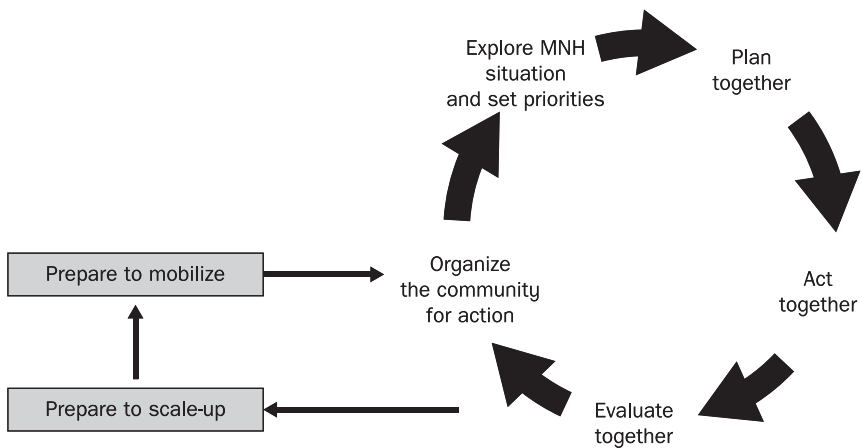 Explore MNH
situation
and set priorities
Plan
together
Act
together
Evaluate
together
Organize
the community
for action
Prepare to mobilize
Prepare to scale-up